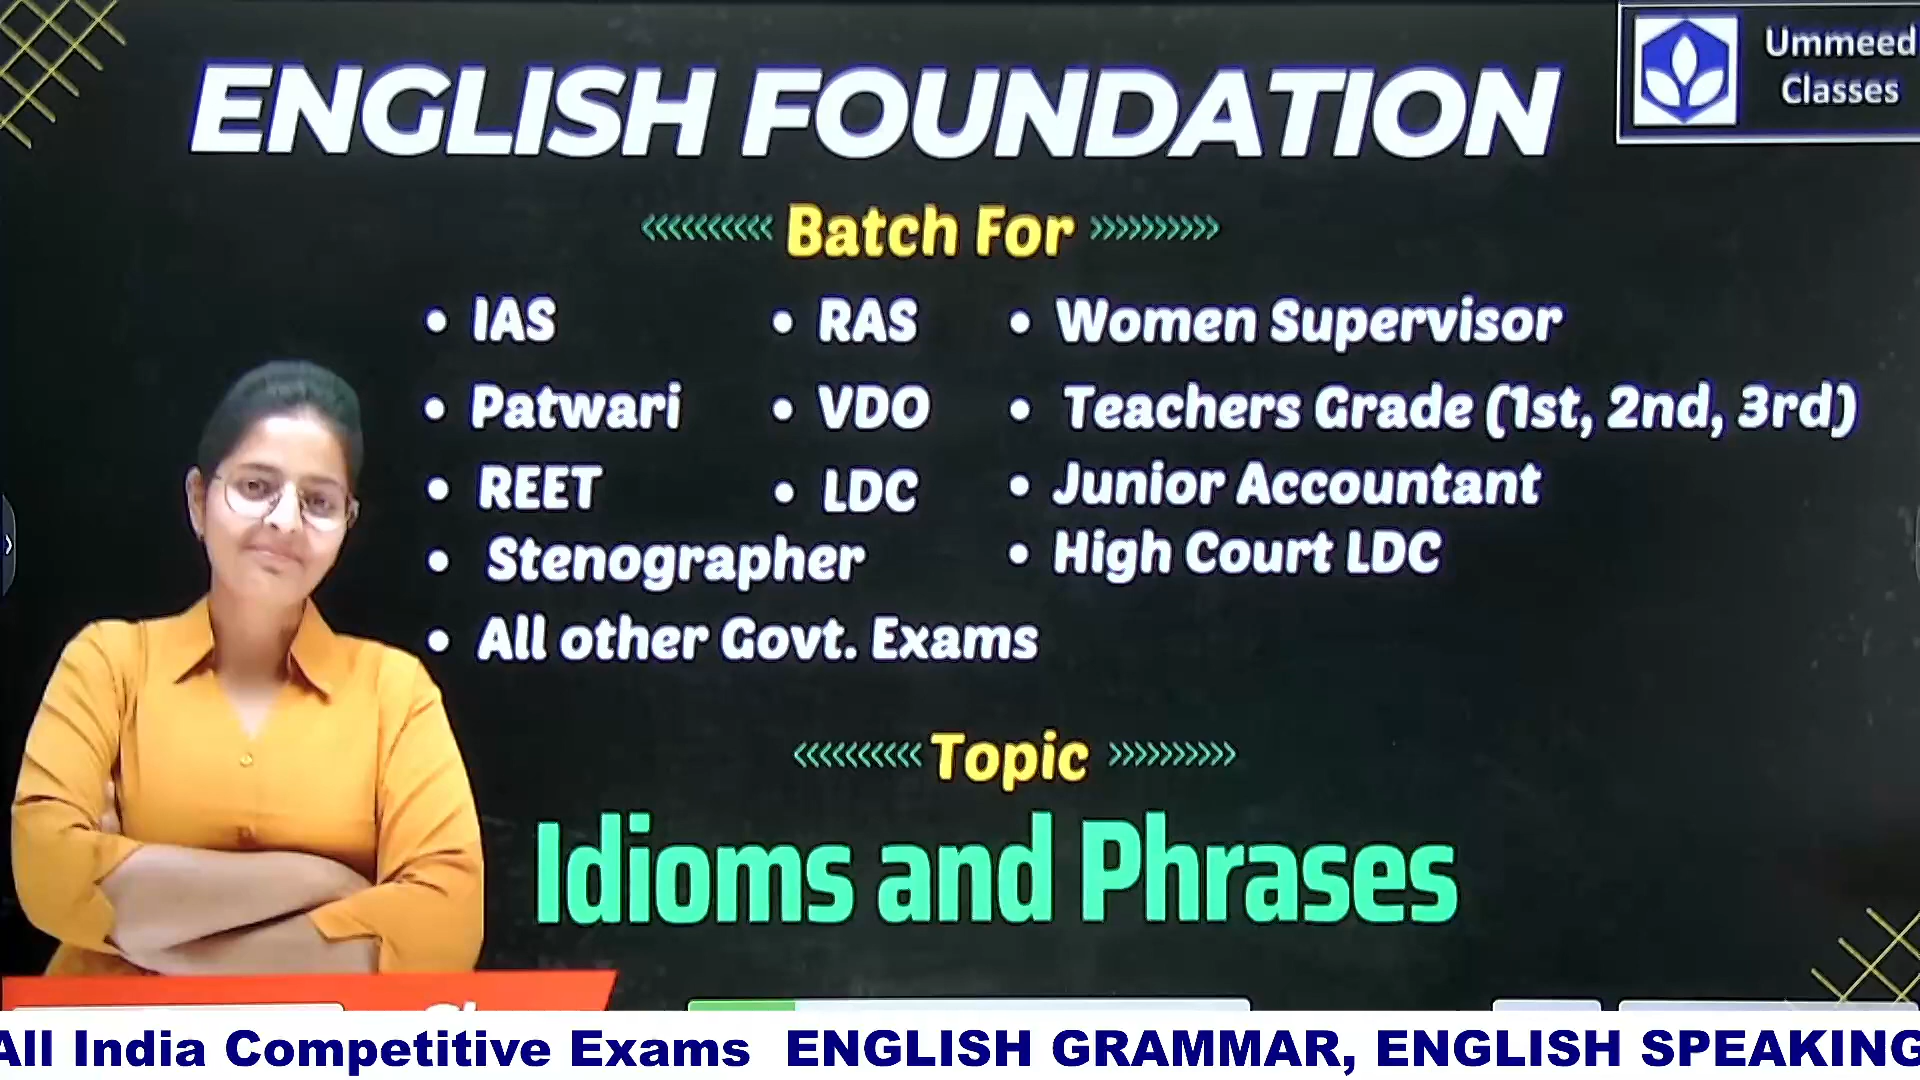 Ummeed
Classes
ENGLISH FOUNDATION
Batch For
• IAS
• RAS
• Women Supervisor
• Patwari
• VDO
• Teachers Grade (1st, 2nd, 3rd)
• REET
• LDC
• Junior Accountant
• Stenographer
• High Court LDC
• All other Govt. Exams
Topic
Idioms and Phrases
All India Competitive Exams ENGLISH GRAMMAR, ENGLISH SPEAKING